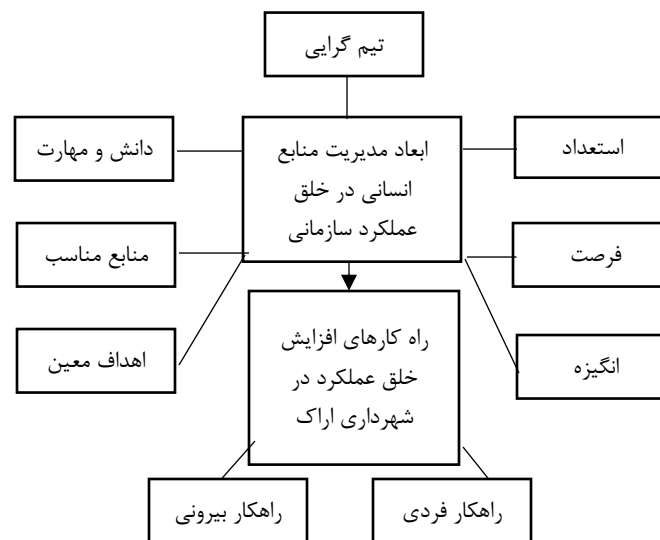 تیم گرایی
ابعاد مدیریت منابع
انسانی در خلق
عملکرد سازمانی
استعداد
دانش و مهارت
فرصت
منابع مناسب
انگیزه
اهداف معین
راه کارهای افزایش
خلق عملکرد در
شهرداری اراک
راهکار فردی
راهکار بیرونی